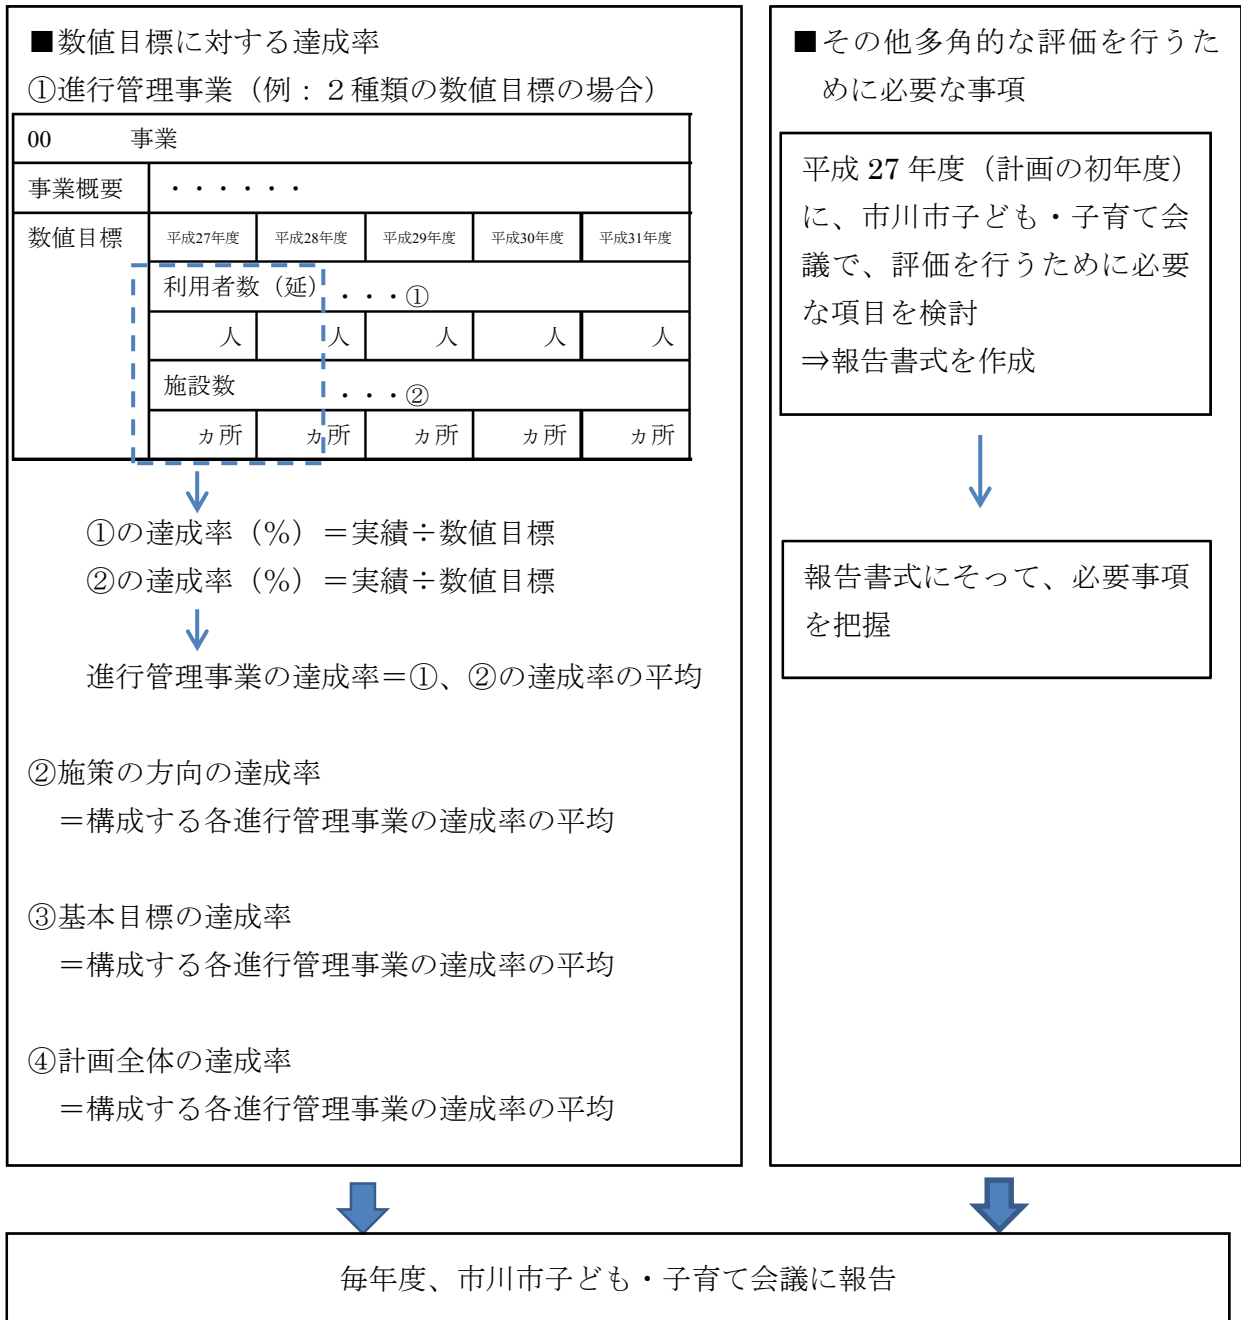 ■数値目標に対する達成率
①進行管理事業（例：２種類の数値目標の場合）
00 事業
事業概要 ・・・・・・
数値目標 平成27年度 平成28年度 平成29年度 平成30年度 平成31年度
利用者数（延） ・・・①
人 人 人 人 人
施設数 ・・・②
ヵ所 ヵ所 ヵ所 ヵ所 ヵ所
①の達成率（％）＝実績÷数値目標
②の達成率（％）＝実績÷数値目標
進行管理事業の達成率＝①、②の達成率の平均
②施策の方向の達成率
＝構成する各進行管理事業の達成率の平均
③基本目標の達成率
＝構成する各進行管理事業の達成率の平均
④計画全体の達成率
＝構成する各進行管理事業の達成率の平均
■その他多角的な評価を行うた
めに必要な事項
平成 27 年度（計画の初年度）
に、市川市子ども・子育て会
議で、評価を行うために必要
な項目を検討
⇒報告書式を作成
報告書式にそって、必要事項
を把握
毎年度、市川市子ども・子育て会議に報告